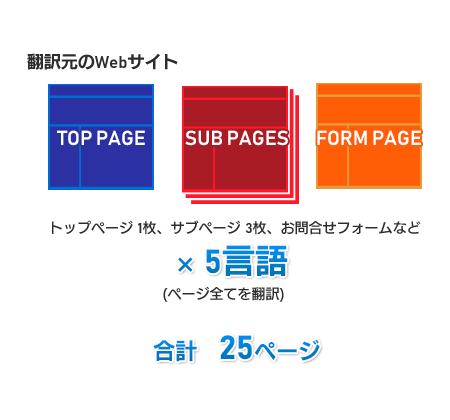 翻訳元のWebサイト
TOP PAGE
SUB PAGES
FORM PAGE
トップページ 1枚、サブページ 3枚、お問合せフォームなど
× 5言語
(ページ全てを翻訳)
合計　25ページ